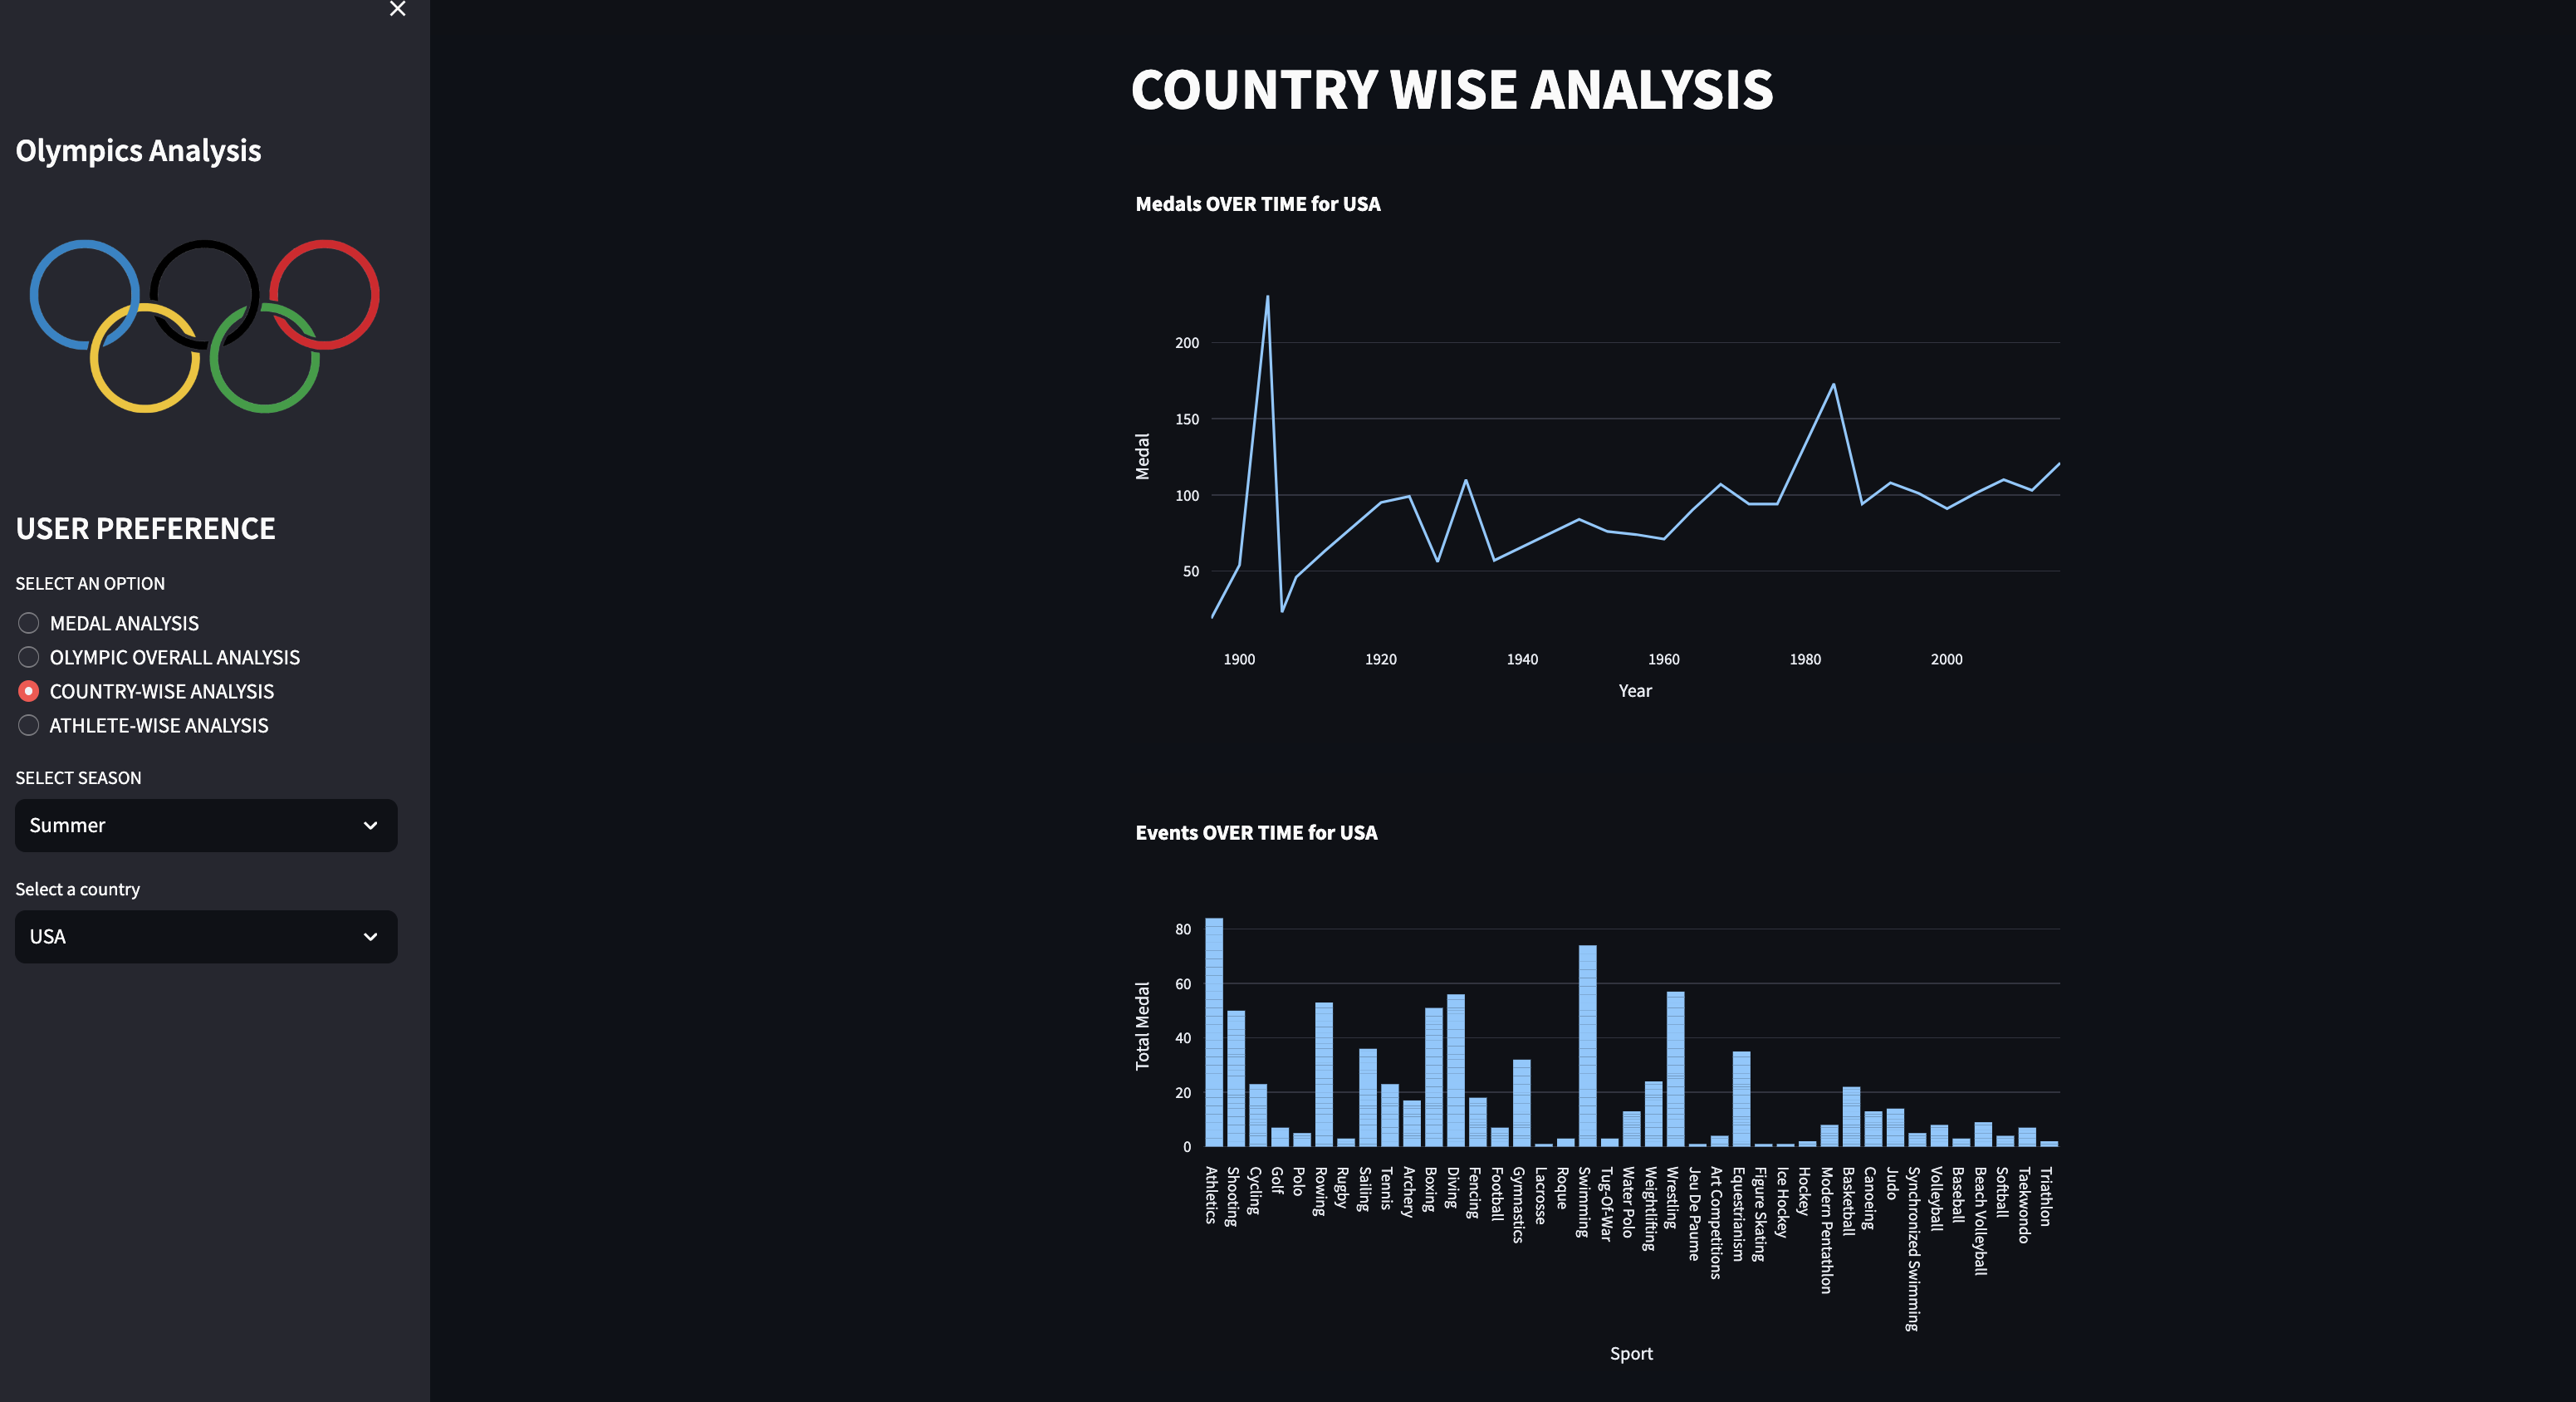 Olympics Analysis
USER PREFERENCE
SELECT AN OPTION
MEDAL ANALYSIS
OLYMPIC OVERALL ANALYSIS
COUNTRY-WISE ANALYSIS
ATHLETE-WISE ANALYSIS
SELECT SEASON
Summer
Select a country
USA
COUNTRY WISE ANALYSIS
Medals OVER TIME for USA
200
150
100
50
Medal
1900 1920 1940 1960 1980 2000
Year
Events OVER TIME for USA
80
60
40
20
0
Total Medal
Athletics
Shooting
Cycling
Golf
Polo
Rowing
Rugby
Sailing
Tennis
Archery
Boxing
Diving
Fencing
Football
Gymnastics
Lacrosse
Roque
Swimming
Tug-Of-War
Water Polo
Weightlifting
Wrestling
Jeu De Paume
Art Competitions
Equestrianism
Figure Skating
Ice Hockey
Hockey
Modern Pentathlon
Basketball
Canoeing
Judo
Synchronized Swimming
Volleyball
Baseball
Beach Volleyball
Softball
Taekwondo
Triathlon
Sport